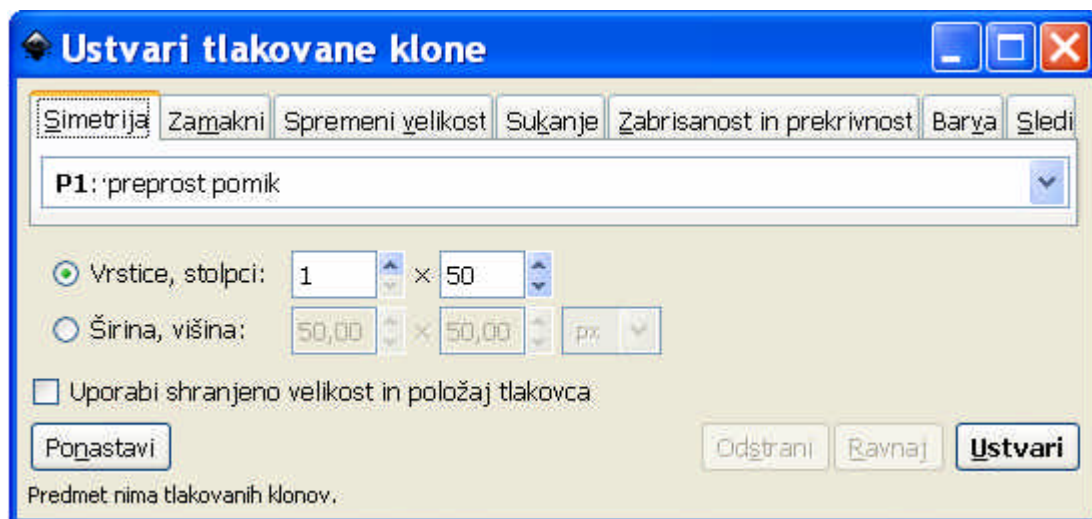 Ustvari tlakovane klone
Simetrija Zamakni Spremeni velikost Sukanje Zabrisanost in prekrivnost Barva Sledi
P1: preprost pomik
Vrstice, stolpci: 1 × 50
Širina, višina: 50,00 × 50,00 px
Uporabi shranjeno velikost in položaj tlakovca
Ponastavi Odstrani Ravnaj Ustvari
Predmet nima tlakovanih klonov.